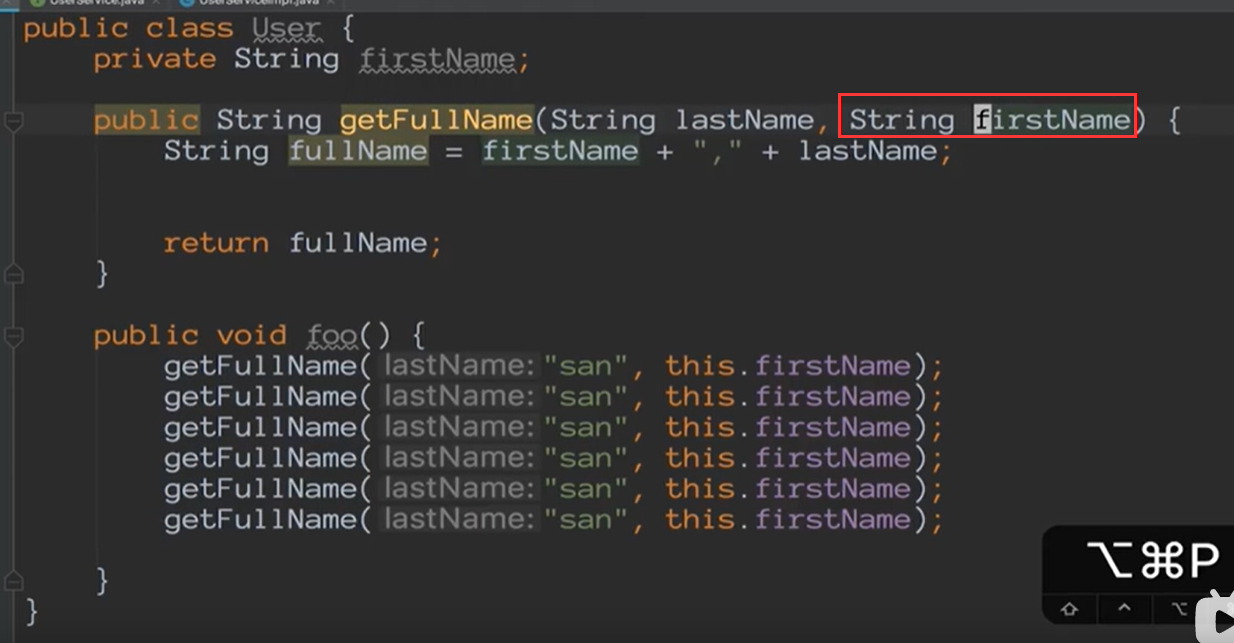 UserService.java × UserServiceImpl.java ×
public class User {
private String firstName;
public String getFullName(String lastName, String firstName) {
String fullName = firstName + "," + lastName;
return fullName;
}
public void foo() {
getFullName( lastName: "san", this.firstName);
getFullName( lastName: "san", this.firstName);
getFullName( lastName: "san", this.firstName);
getFullName( lastName: "san", this.firstName);
getFullName( lastName: "san", this.firstName);
getFullName( lastName: "san", this.firstName);
}
}
⌥⌘P
⇧ ⌃ ⌥